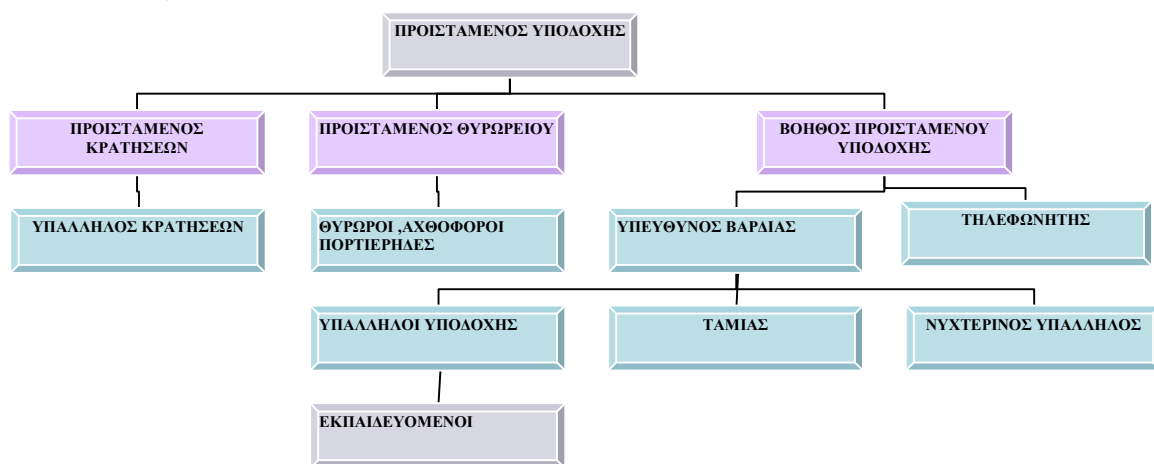 ΠΡΟΙΣΤΑΜΕΝΟΣ ΥΠΟΔΟΧΗΣ
ΠΡΟΙΣΤΑΜΕΝΟΣ
ΚΡΑΤΗΣΕΩΝ
ΠΡΟΙΣΤΑΜΕΝΟΣ ΘΥΡΩΡΕΙΟΥ
ΒΟΗΘΟΣ ΠΡΟΙΣΤΑΜΕΝΟΥ
ΥΠΟΔΟΧΗΣ
ΥΠΑΛΛΗΛΟΣ ΚΡΑΤΗΣΕΩΝ
ΘΥΡΩΡΟΙ ,ΑΧΘΟΦΟΡΟΙ
ΠΟΡΤΙΕΡΗΔΕΣ
ΥΠΕΥΘΥΝΟΣ ΒΑΡΔΙΑΣ
ΤΗΛΕΦΩΝΗΤΗΣ
ΥΠΑΛΛΗΛΟΙ ΥΠΟΔΟΧΗΣ
ΤΑΜΙΑΣ
ΝΥΧΤΕΡΙΝΟΣ ΥΠΑΛΛΗΛΟΣ
ΕΚΠΑΙΔΕΥΟΜΕΝΟΙ